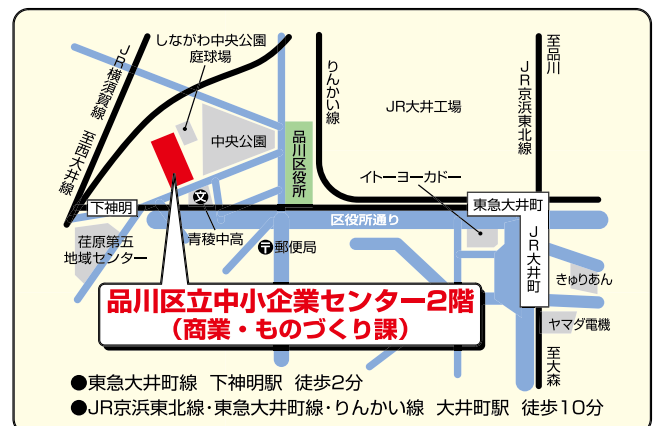 しながわ中央公園
庭球場
JR横須賀線
至西大井線
りんかい線
JR大井工場
至品川
JR京浜東北線
中央公園
品川区役所
イトーヨーカドー
下神明
文
東急大井町
区役所通り
青稜中高
〒郵便局
荏原第五
地域センター
JR大井町
きゅりあん
ヤマダ電機
至大森
品川区立中小企業センター2階
（商業・ものづくり課）
●東急大井町線　下神明駅　徒歩2分
●JR京浜東北線・東急大井町線・りんかい線　大井町駅　徒歩10分